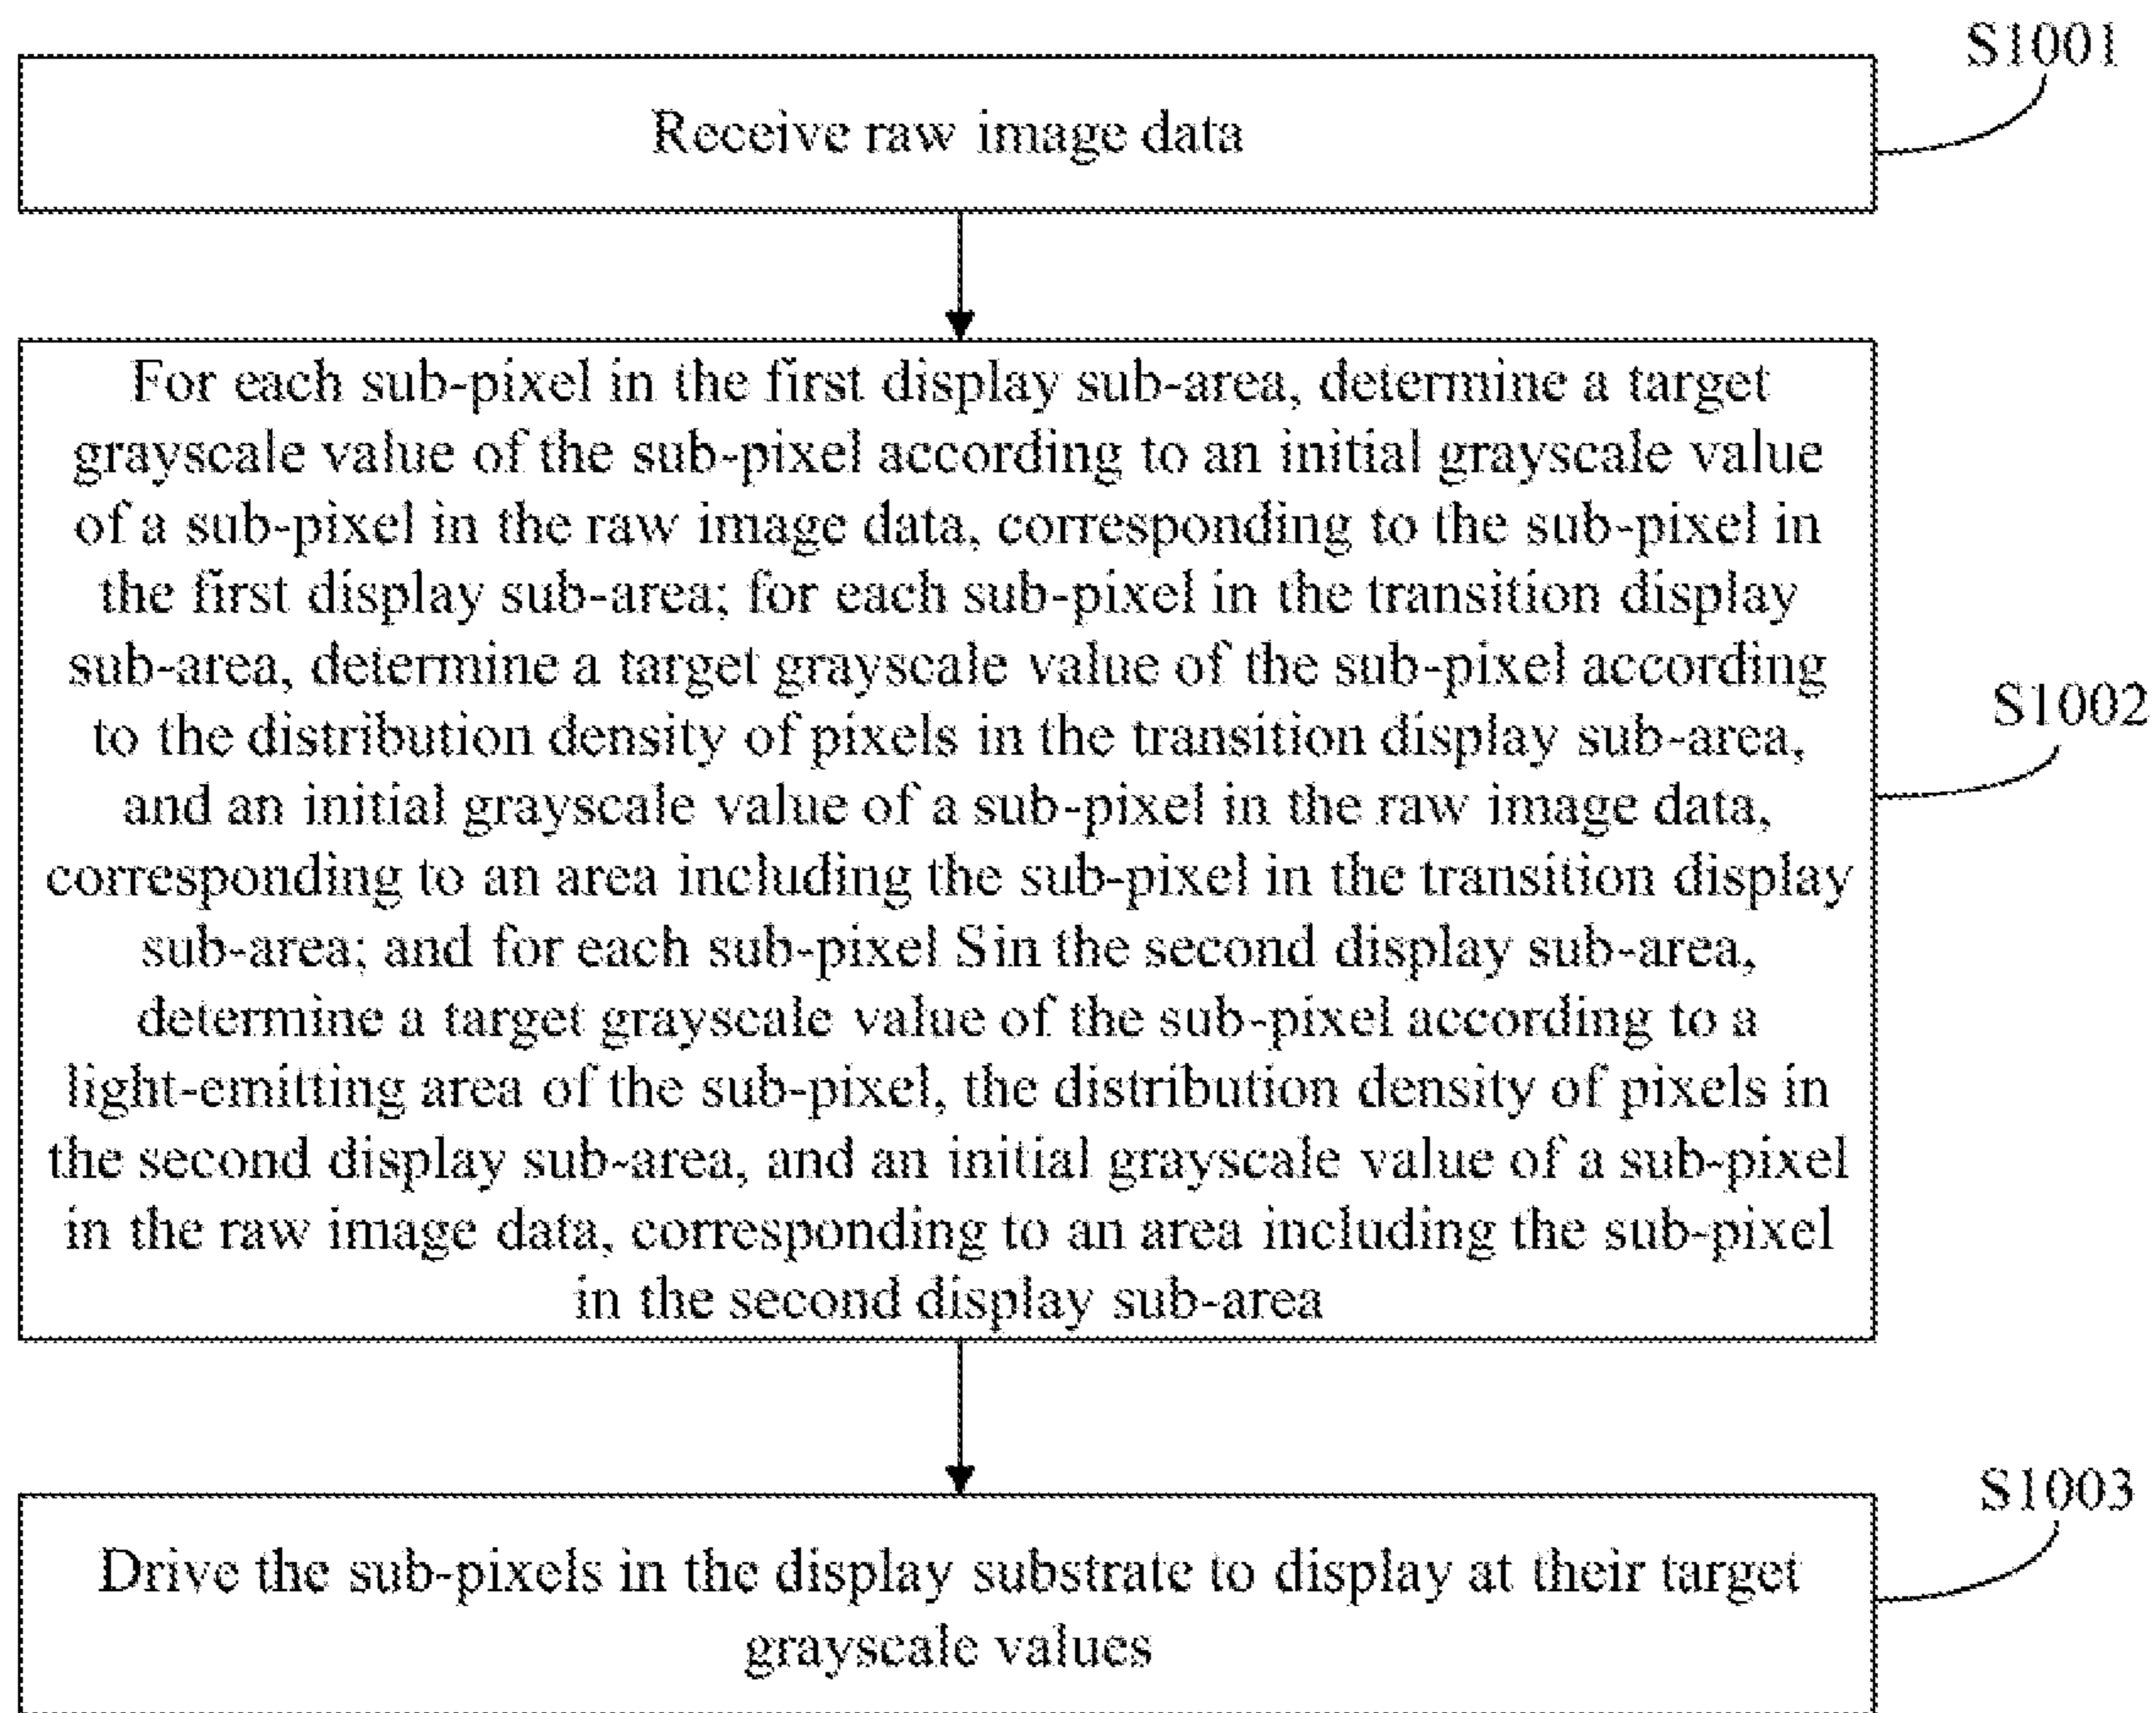 S1001
Receive raw image data
For each sub-pixel in the first display sub-area, determine a target
grayscale value of the sub-pixel according to an initial grayscale value
of a sub-pixel in the raw image data, corresponding to the sub-pixel in
the first display sub-area; for each sub-pixel in the transition display
sub-area, determine a target grayscale value of the sub-pixel according
to the distribution density of pixels in the transition display sub-area,
and an initial grayscale value of a sub-pixel in the raw image data,
corresponding to an area including the sub-pixel in the transition display
sub-area; and for each sub-pixel Sin the second display sub-area,
determine a target grayscale value of the sub-pixel according to a
light-emitting area of the sub-pixel, the distribution density of pixels in
the second display sub-area, and an initial grayscale value of a sub-pixel
in the raw image data, corresponding to an area including the sub-pixel
in the second display sub-area
S1002
S1003
Drive the sub-pixels in the display substrate to display at their target
grayscale values